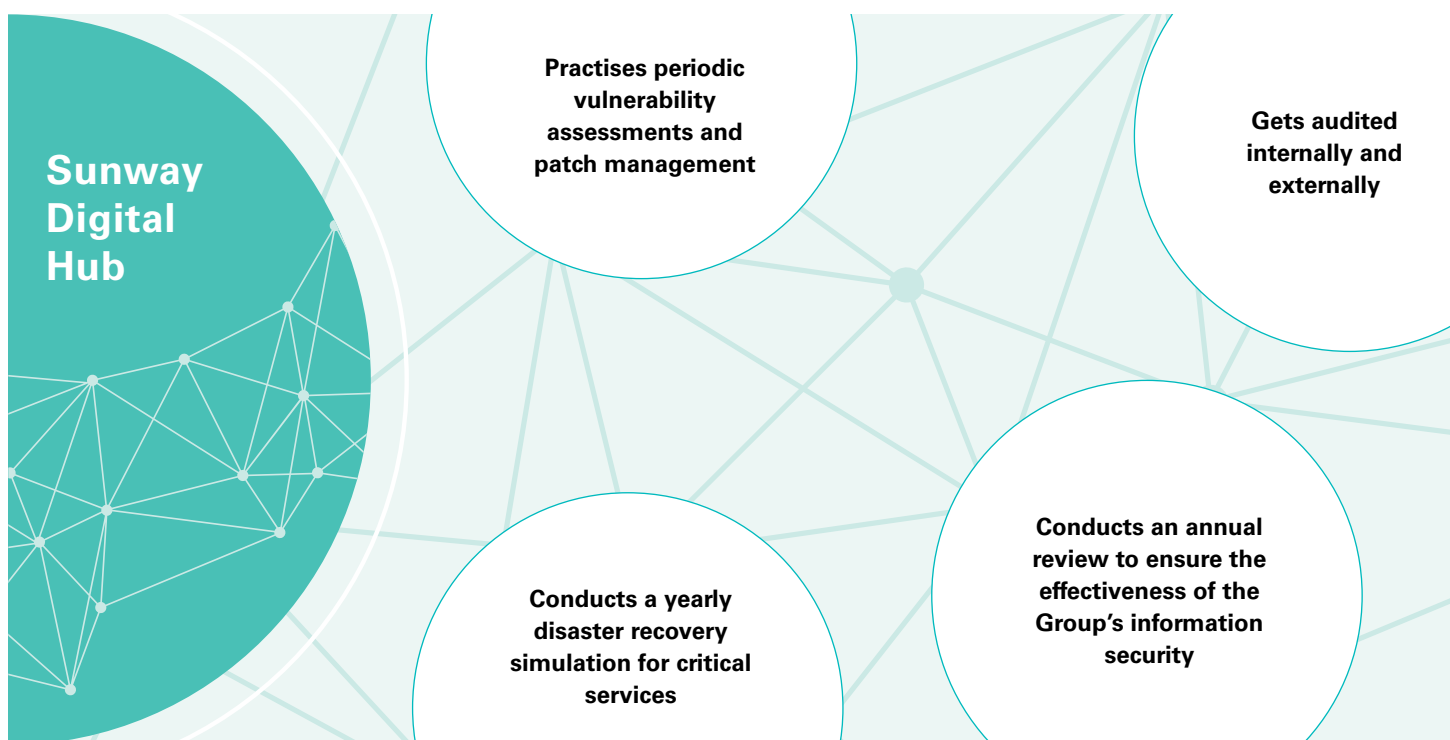 Sunway
Digital
Hub
Practises periodic
vulnerability
assessments and
patch management
Gets audited
internally and
externally
Conducts a yearly
disaster recovery
simulation for critical
services
Conducts an annual
review to ensure the
effectiveness of the
Group’s information
security